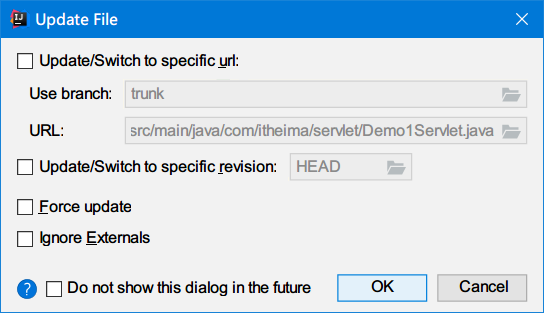 Update File
Update/Switch to specific url:
Use branch: trunk
URL: src/main/java/com/itheima/servlet/Demo1Servlet.java
Update/Switch to specific revision: HEAD
Force update
Ignore Externals
? Do not show this dialog in the future OK Cancel